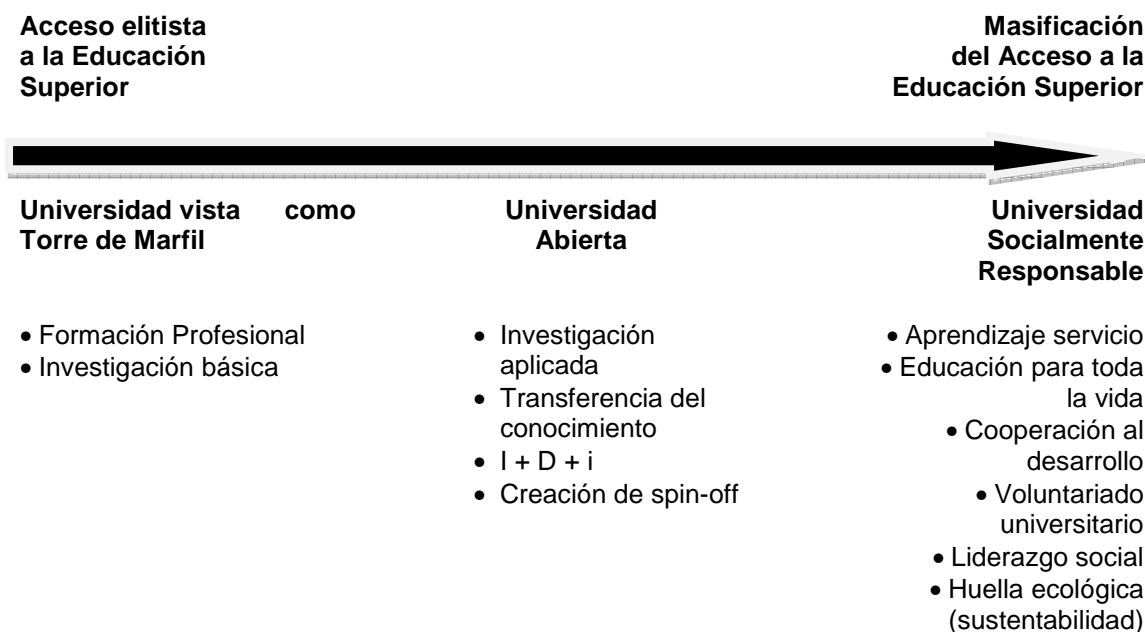 Acceso elitista
a la Educación
Superior
Masificación
del Acceso a la
Educación Superior
Universidad vista como
Torre de Marfil
Universidad
Abierta
Universidad
Socialmente
Responsable
• Formación Profesional
• Investigación básica
• Investigación
aplicada
• Transferencia del
conocimiento
• I + D + i
• Creación de spin-off
• Aprendizaje servicio
• Educación para toda
la vida
• Cooperación al
desarrollo
• Voluntariado
universitario
• Liderazgo social
• Huella ecológica
(sustentabilidad)